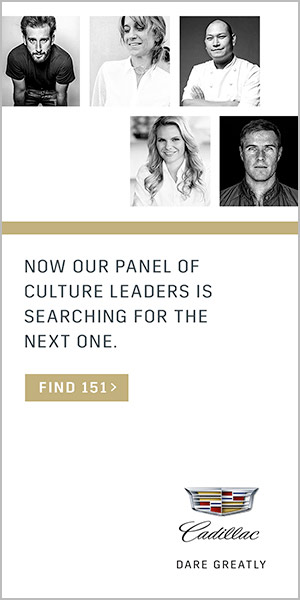 NOW OUR PANEL OF
CULTURE LEADERS IS
SEARCHING FOR THE
NEXT ONE.
FIND 151>
Cadillac
DARE GREATLY